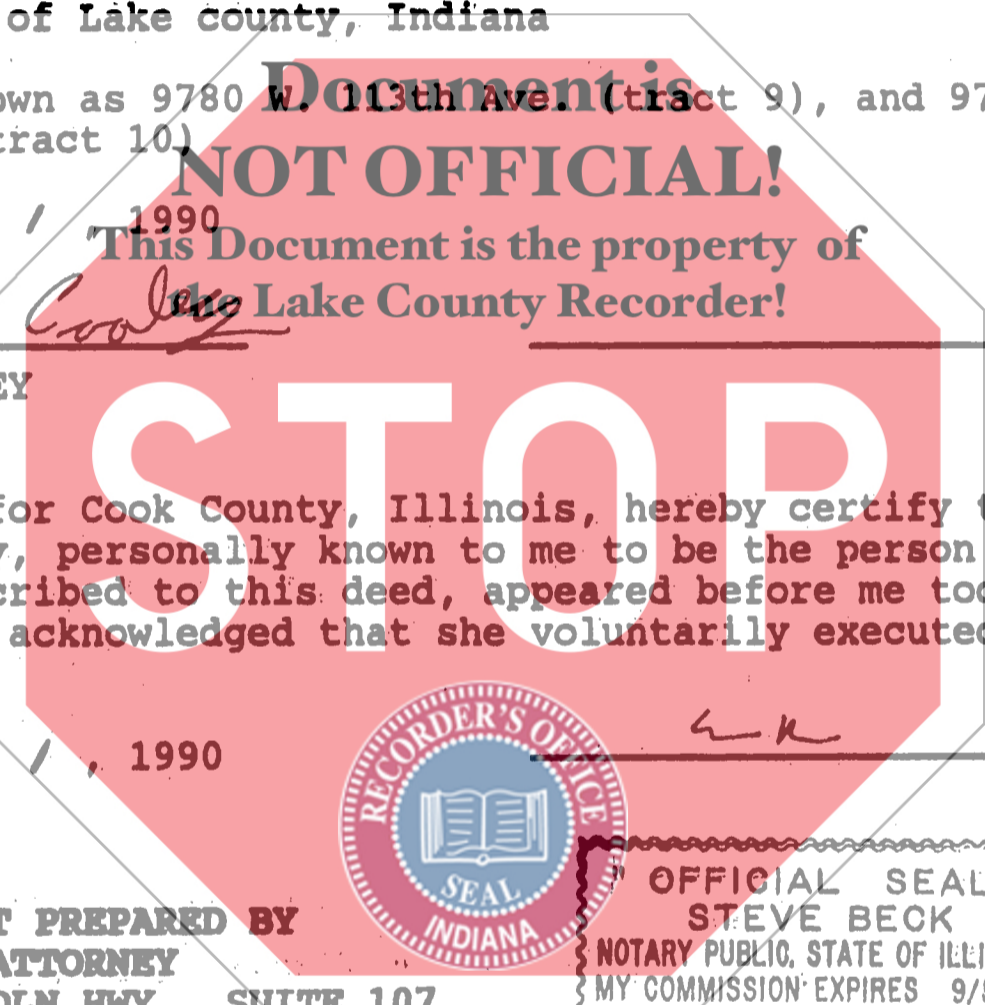 of Lake county, Indiana
own as 9780 W. 113th Ave. (tract 9), and 97
tract 10)
Document is
NOT OFFICIAL!
/ , 1990
This Document is the property of
the Lake County Recorder!
Cooley
EY
STOP
for Cook County, Illinois, hereby certify t
, personally known to me to be the person
cribed to this deed, appeared before me tod
acknowledged that she voluntarily executed
/ , 1990
RECORDER'S OFFICE
SEAL
INDIANA
" OFFICIAL SEAL
STEVE BECK
NOTARY PUBLIC, STATE OF ILLI
MY COMMISSION EXPIRES 9/
T PREPARED BY
ATTORNEY
OLN HWY SUITE 107